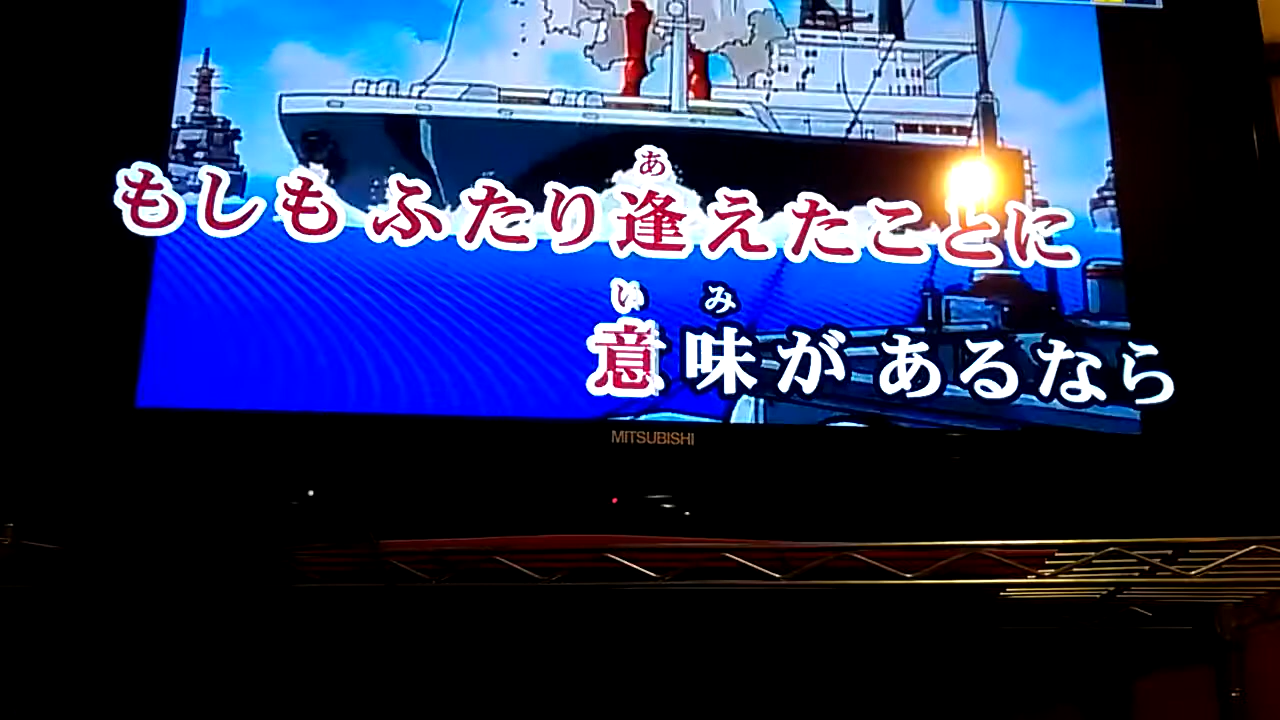 あ
もしも ふたり逢えたことに
い み
意味が あるなら
MITSUBISHI